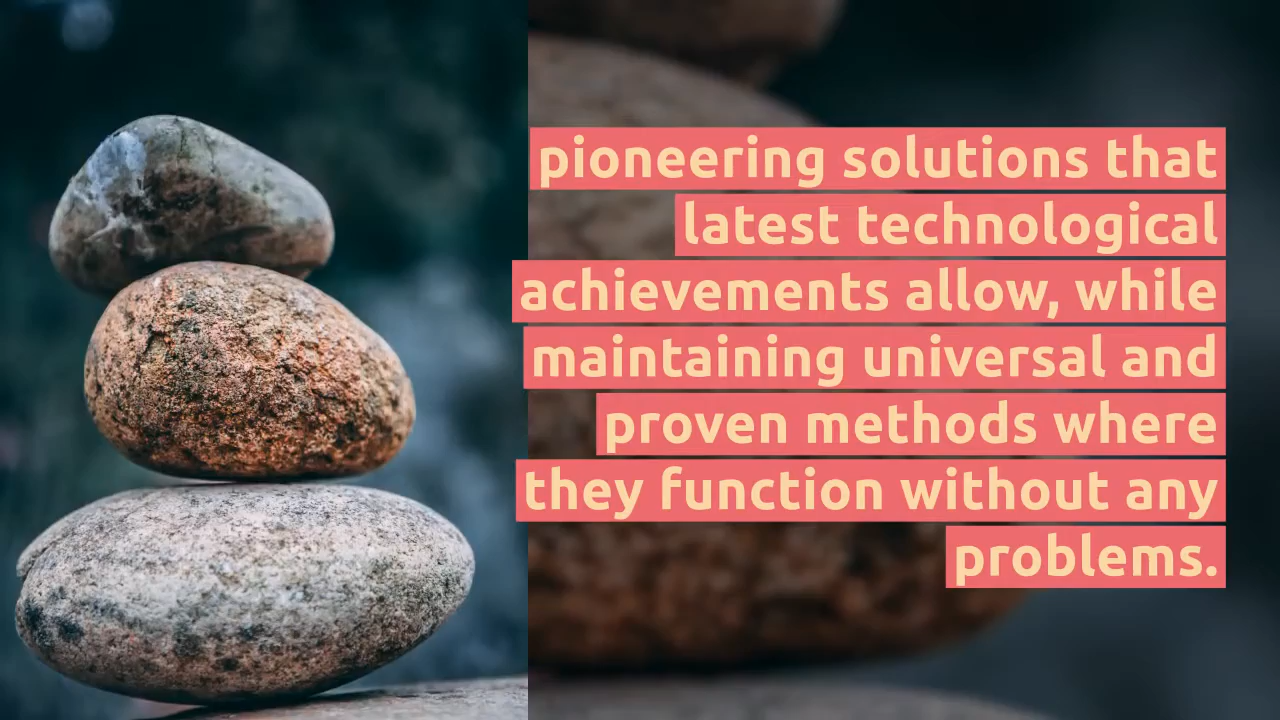 pioneering solutions that
latest technological
achievements allow, while
maintaining universal and
proven methods where
they function without any
problems.